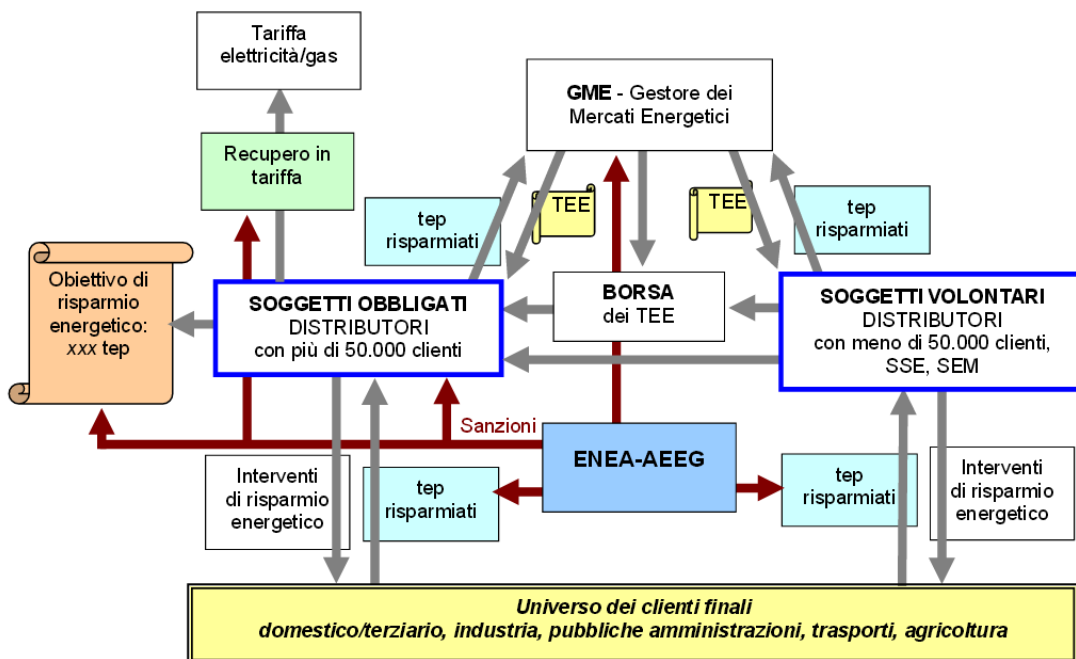 Tariffa
elettricità/gas
GME - Gestore dei
Mercati Energetici
Recupero in
tariffa
tep
risparmiati
TEE
TEE
tep
risparmiati
Obiettivo di
risparmio
energetico:
xxx tep
SOGGETTI OBBLIGATI
DISTRIBUTORI
con più di 50.000 clienti
BORSA
dei TEE
SOGGETTI VOLONTARI
DISTRIBUTORI
con meno di 50.000 clienti,
SSE, SEM
Sanzioni
ENEA-AEEG
Interventi
di risparmio
energetico
tep
risparmiati
tep
risparmiati
Interventi
di risparmio
energetico
Universo dei clienti finali
domestico/terziario, industria, pubbliche amministrazioni, trasporti, agricoltura